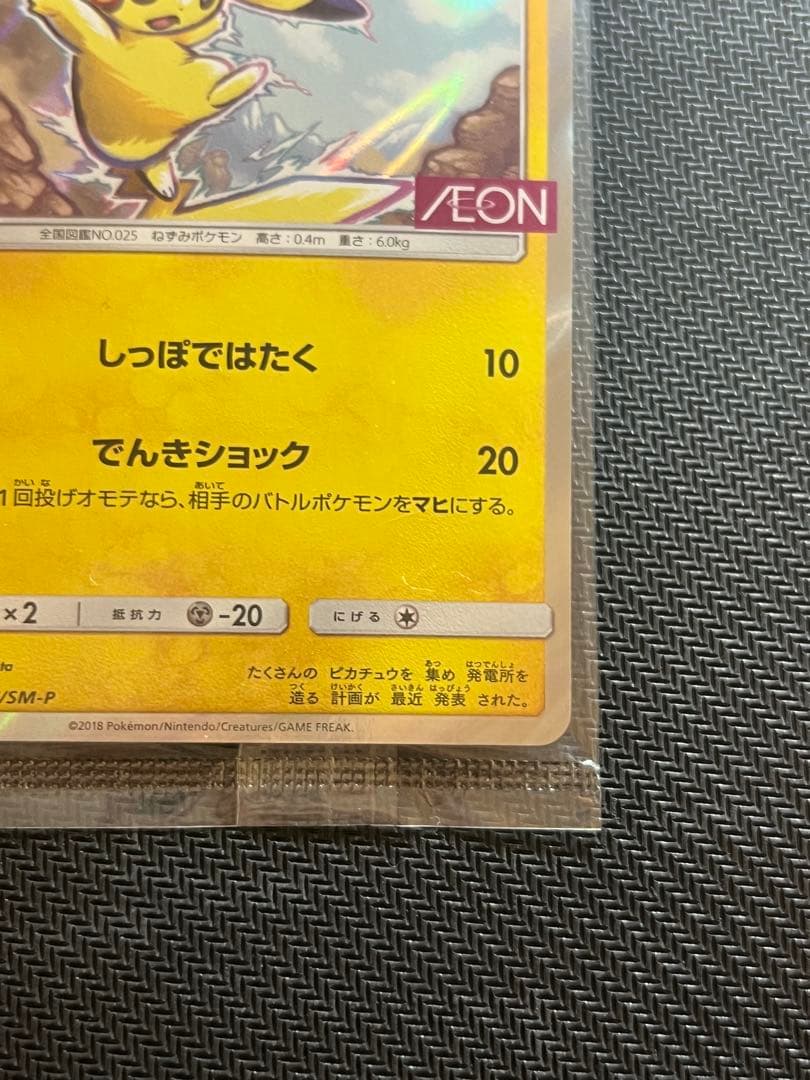 ÆON
全国図鑑NO.025 ねずみポケモン 高さ:0.4m 重さ:6.0kg
しっぽではたく 10
でんきショック 20
1回投げオモテなら、相手のバトルポケモンをマヒにする。
×2 抵抗力 -20 にげる
ta
たくさんの ピカチュウを 集め 発電所を
造る 計画が 最近 発表 された。
/SM-P
©2018 Pokémon/Nintendo/Creatures/GAME FREAK.